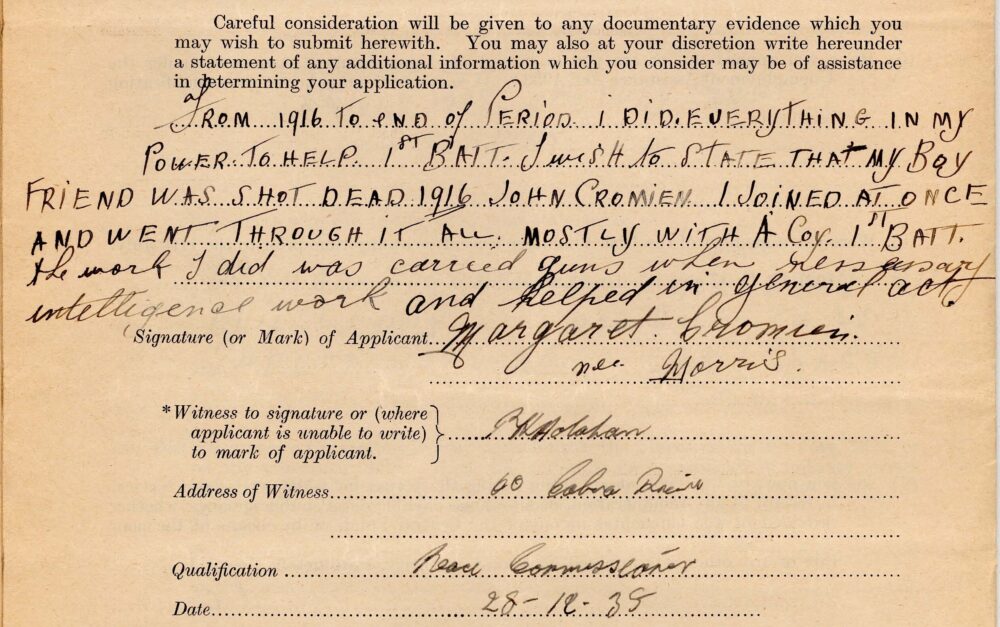 Careful consideration will be given to any documentary evidence which you
may wish to submit herewith. You may also at your discretion write hereunder
a statement of any additional information which you consider may be of assistance
in determining your application.
FROM 1916 TO end of PERIOD I DID EVERYTHING IN MY
POWER TO HELP 1ST BATT. I wISH to STATE THAT MY BOY
FRIEND WAS SHOT DEAD 1916 JOHN CROMIEN I JOINED AT ONCE
AND WENT THROUGH IT ALL. MOSTLY WITH A COY. 1ST BATT.
the work I did was carried guns when nessessary
intelligence work and helped in general acts
(Signature (or Mark) of Applicant Margaret Cromien.
nee Morris.
*Witness to signature or (where
applicant is unable to write)
to mark of applicant.
Holohan
Address of Witness 60 Cabra Drive
Qualification Peace Commissioner
Date 28-12-38